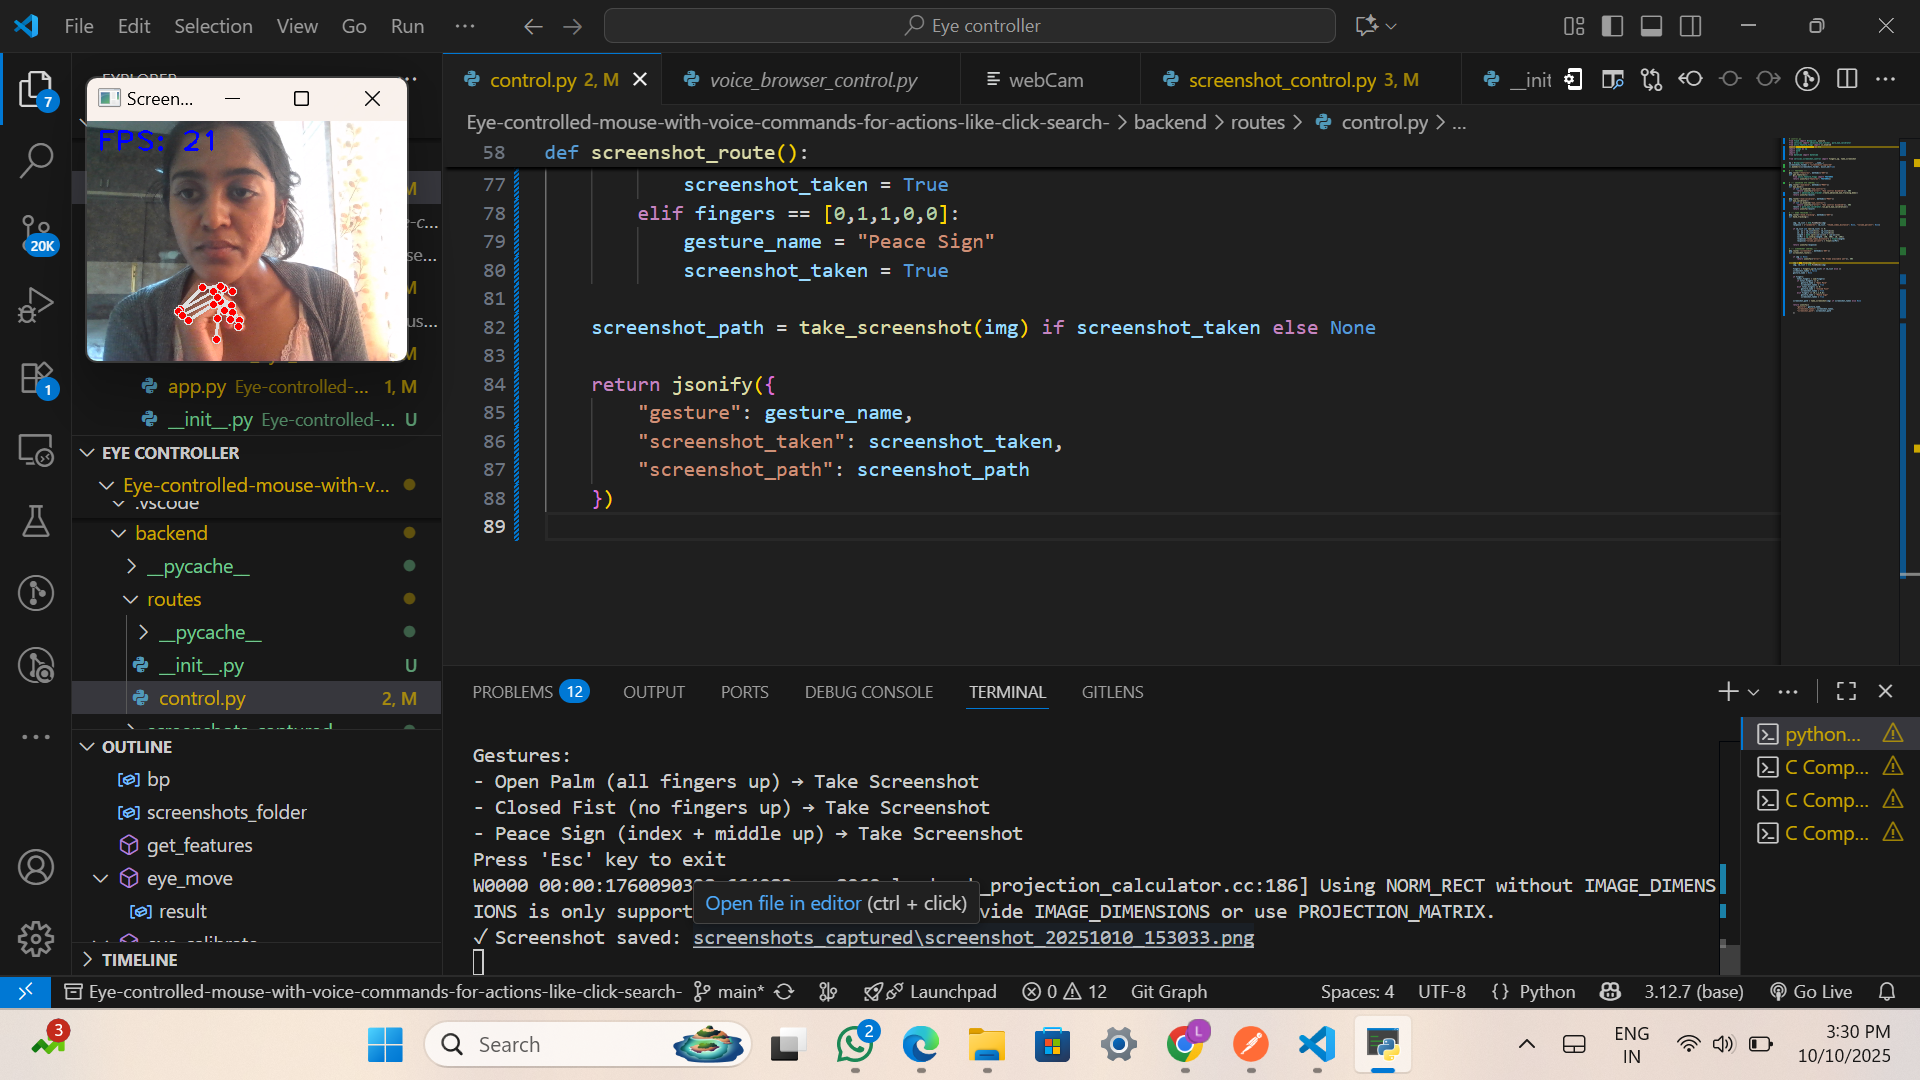 File Edit Selection View Go Run ···
Eye controller
EXPLORER
control.py 2, M
voice_browser_control.py
webCam
screenshot_control.py 3, M
__init
Eye-controlled-mouse-with-voice-commands-for-actions-like-click-search- > backend > routes > control.py > ...
58 def screenshot_route():
77 screenshot_taken = True
78 elif fingers == [0,1,1,0,0]:
79 gesture_name = "Peace Sign"
80 screenshot_taken = True
81
82 screenshot_path = take_screenshot(img) if screenshot_taken else None
83
84 return jsonify({
85 "gesture": gesture_name,
86 "screenshot_taken": screenshot_taken,
87 "screenshot_path": screenshot_path
88 })
89
7
20K
1
Screen...
FPS: 21
app.py Eye-controlled-... 1, M
__init__.py Eye-controlled-... U
EYE CONTROLLER
Eye-controlled-mouse-with-v...
.vscode
backend
__pycache__
routes
__pycache__
__init__.py U
control.py 2, M
screenshots_captured
OUTLINE
bp
screenshots_folder
get_features
eye_move
result
eye_calibrate
TIMELINE
PROBLEMS 12 OUTPUT PORTS DEBUG CONSOLE TERMINAL GITLENS
Gestures:
- Open Palm (all fingers up) → Take Screenshot
- Closed Fist (no fingers up) → Take Screenshot
- Peace Sign (index + middle up) → Take Screenshot
Press 'Esc' key to exit
W0000 00:00:1760090 _projection_calculator.cc:186] Using NORM_RECT without IMAGE_DIMENS
IONS is only support vide IMAGE_DIMENSIONS or use PROJECTION_MATRIX.
✓ Screenshot saved: screenshots_captured\screenshot_20251010_153033.png
Open file in editor (ctrl + click)
python...
C Comp...
C Comp...
C Comp...
Eye-controlled-mouse-with-voice-commands-for-actions-like-click-search- main* Launchpad 0 12 Git Graph Spaces: 4 UTF-8 {} Python 3.12.7 (base) Go Live
3
Search
2
L
ENG
IN
3:30 PM
10/10/2025